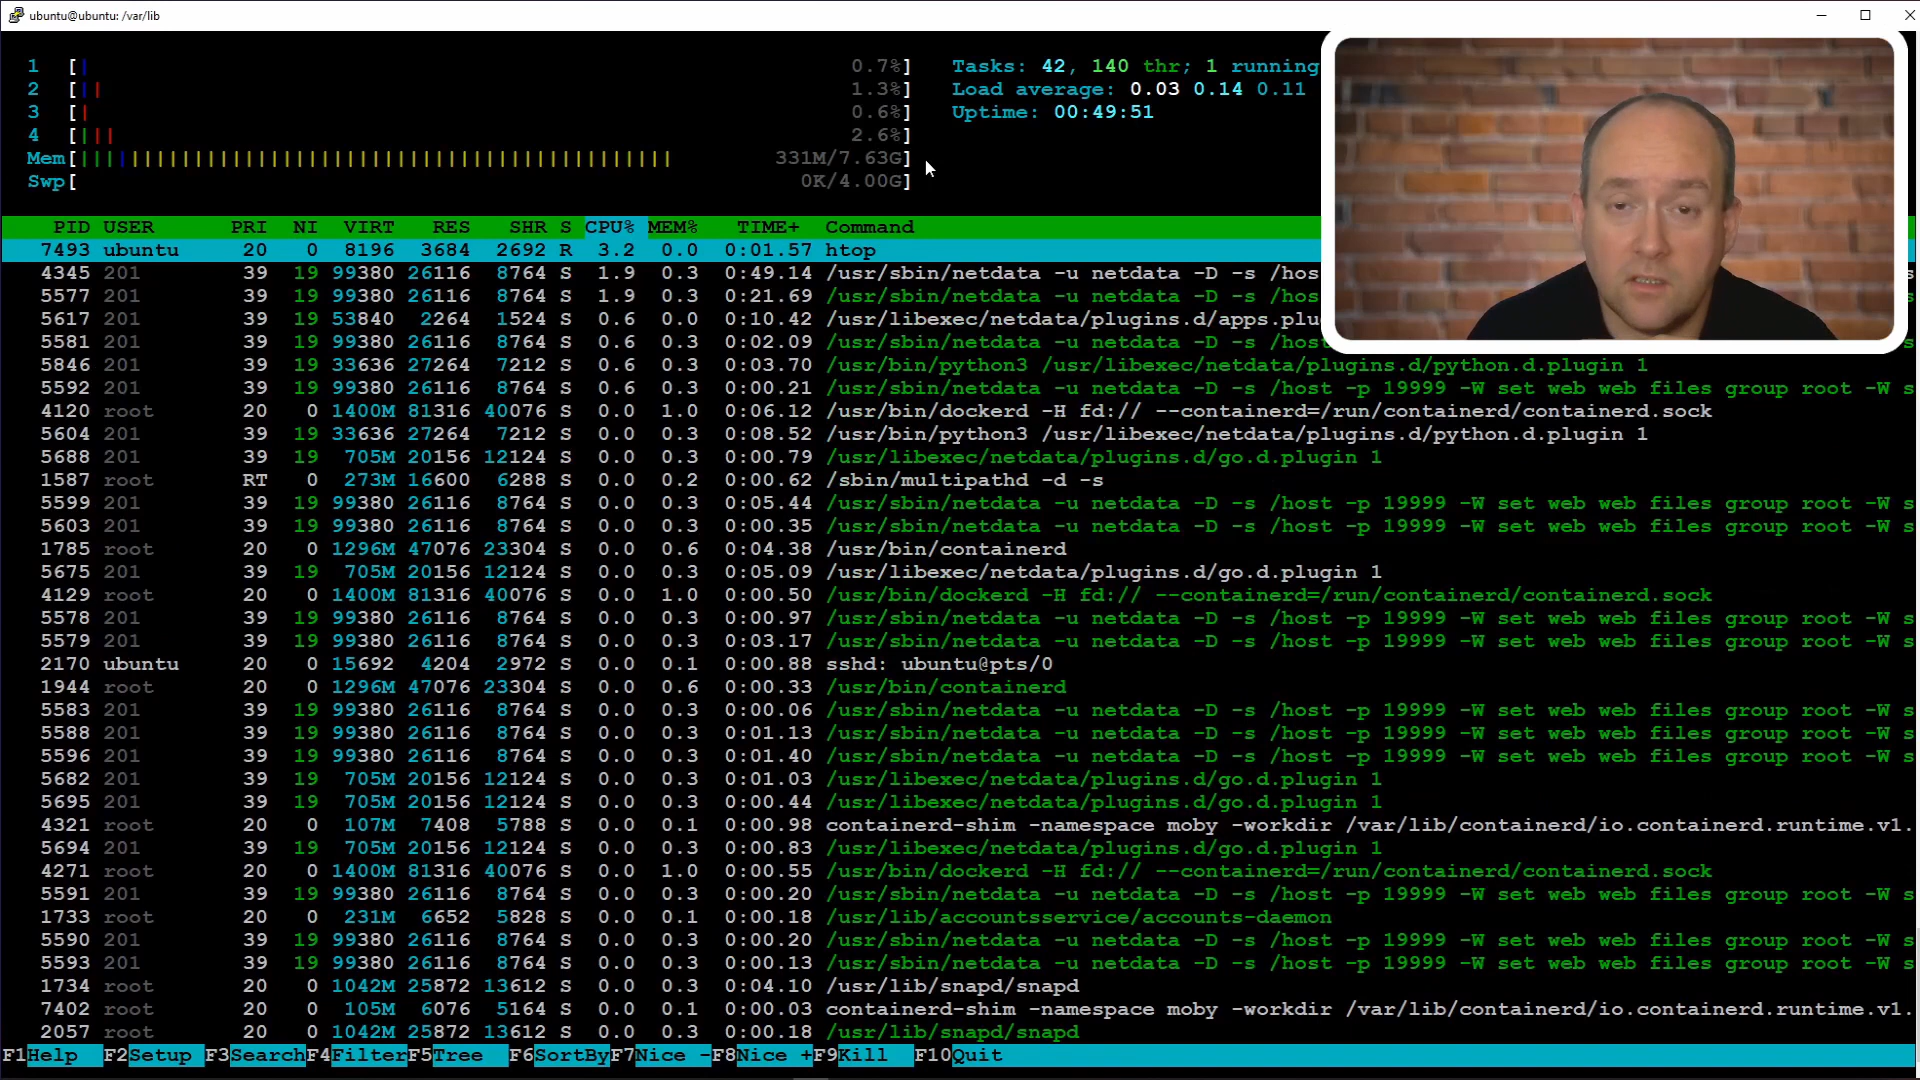 ubuntu@ubuntu: /var/lib
1 [| 0.7%] Tasks: 42, 140 thr; 1 running
2 [|| 1.3%] Load average: 0.03 0.14 0.11
3 [| 0.6%] Uptime: 00:49:51
4 [||| 2.6%]
Mem[||||||||||||||||||||||||||||||||||||||||||||||| 331M/7.63G]
Swp[ 0K/4.00G]
PID USER PRI NI VIRT RES SHR S CPU% MEM% TIME+ Command
7493 ubuntu 20 0 8196 3684 2692 R 3.2 0.0 0:01.57 htop
4345 201 39 19 99380 26116 8764 S 1.9 0.3 0:49.14 /usr/sbin/netdata -u netdata -D -s /hos s
5577 201 39 19 99380 26116 8764 S 1.9 0.3 0:21.69 /usr/sbin/netdata -u netdata -D -s /hos s
5617 201 39 19 53840 2264 1524 S 0.6 0.0 0:10.42 /usr/libexec/netdata/plugins.d/apps.plu
5581 201 39 19 99380 26116 8764 S 0.6 0.3 0:02.09 /usr/sbin/netdata -u netdata -D -s /hos s
5846 201 39 19 33636 27264 7212 S 0.6 0.3 0:03.70 /usr/bin/python3 /usr/libexec/netdata/plugins.d/python.d.plugin 1
5592 201 39 19 99380 26116 8764 S 0.6 0.3 0:00.21 /usr/sbin/netdata -u netdata -D -s /host -p 19999 -W set web web files group root -W s
4120 root 20 0 1400M 81316 40076 S 0.0 1.0 0:06.12 /usr/bin/dockerd -H fd:// --containerd=/run/containerd/containerd.sock
5604 201 39 19 33636 27264 7212 S 0.0 0.3 0:08.52 /usr/bin/python3 /usr/libexec/netdata/plugins.d/python.d.plugin 1
5688 201 39 19 705M 20156 12124 S 0.0 0.3 0:00.79 /usr/libexec/netdata/plugins.d/go.d.plugin 1
1587 root RT 0 273M 16600 6288 S 0.0 0.2 0:00.62 /sbin/multipathd -d -s
5599 201 39 19 99380 26116 8764 S 0.0 0.3 0:05.44 /usr/sbin/netdata -u netdata -D -s /host -p 19999 -W set web web files group root -W s
5603 201 39 19 99380 26116 8764 S 0.0 0.3 0:00.35 /usr/sbin/netdata -u netdata -D -s /host -p 19999 -W set web web files group root -W s
1785 root 20 0 1296M 47076 23304 S 0.0 0.6 0:04.38 /usr/bin/containerd
5675 201 39 19 705M 20156 12124 S 0.0 0.3 0:05.09 /usr/libexec/netdata/plugins.d/go.d.plugin 1
4129 root 20 0 1400M 81316 40076 S 0.0 1.0 0:00.50 /usr/bin/dockerd -H fd:// --containerd=/run/containerd/containerd.sock
5578 201 39 19 99380 26116 8764 S 0.0 0.3 0:00.97 /usr/sbin/netdata -u netdata -D -s /host -p 19999 -W set web web files group root -W s
5579 201 39 19 99380 26116 8764 S 0.0 0.3 0:03.17 /usr/sbin/netdata -u netdata -D -s /host -p 19999 -W set web web files group root -W s
2170 ubuntu 20 0 15692 4204 2972 S 0.0 0.1 0:00.88 sshd: ubuntu@pts/0
1944 root 20 0 1296M 47076 23304 S 0.0 0.6 0:00.33 /usr/bin/containerd
5583 201 39 19 99380 26116 8764 S 0.0 0.3 0:00.06 /usr/sbin/netdata -u netdata -D -s /host -p 19999 -W set web web files group root -W s
5588 201 39 19 99380 26116 8764 S 0.0 0.3 0:01.13 /usr/sbin/netdata -u netdata -D -s /host -p 19999 -W set web web files group root -W s
5596 201 39 19 99380 26116 8764 S 0.0 0.3 0:01.40 /usr/sbin/netdata -u netdata -D -s /host -p 19999 -W set web web files group root -W s
5682 201 39 19 705M 20156 12124 S 0.0 0.3 0:01.03 /usr/libexec/netdata/plugins.d/go.d.plugin 1
5695 201 39 19 705M 20156 12124 S 0.0 0.3 0:00.44 /usr/libexec/netdata/plugins.d/go.d.plugin 1
4321 root 20 0 107M 7408 5788 S 0.0 0.1 0:00.98 containerd-shim -namespace moby -workdir /var/lib/containerd/io.containerd.runtime.v1.
5694 201 39 19 705M 20156 12124 S 0.0 0.3 0:00.83 /usr/libexec/netdata/plugins.d/go.d.plugin 1
4271 root 20 0 1400M 81316 40076 S 0.0 1.0 0:00.55 /usr/bin/dockerd -H fd:// --containerd=/run/containerd/containerd.sock
5591 201 39 19 99380 26116 8764 S 0.0 0.3 0:00.20 /usr/sbin/netdata -u netdata -D -s /host -p 19999 -W set web web files group root -W s
1733 root 20 0 231M 6652 5828 S 0.0 0.1 0:00.18 /usr/lib/accountsservice/accounts-daemon
5590 201 39 19 99380 26116 8764 S 0.0 0.3 0:00.20 /usr/sbin/netdata -u netdata -D -s /host -p 19999 -W set web web files group root -W s
5593 201 39 19 99380 26116 8764 S 0.0 0.3 0:00.13 /usr/sbin/netdata -u netdata -D -s /host -p 19999 -W set web web files group root -W s
1734 root 20 0 1042M 25872 13612 S 0.0 0.3 0:04.10 /usr/lib/snapd/snapd
7402 root 20 0 105M 6076 5164 S 0.0 0.1 0:00.03 containerd-shim -namespace moby -workdir /var/lib/containerd/io.containerd.runtime.v1.
2057 root 20 0 1042M 25872 13612 S 0.0 0.3 0:00.18 /usr/lib/snapd/snapd
F1Help F2Setup F3SearchF4FilterF5Tree F6SortByF7Nice -F8Nice +F9Kill F10Quit